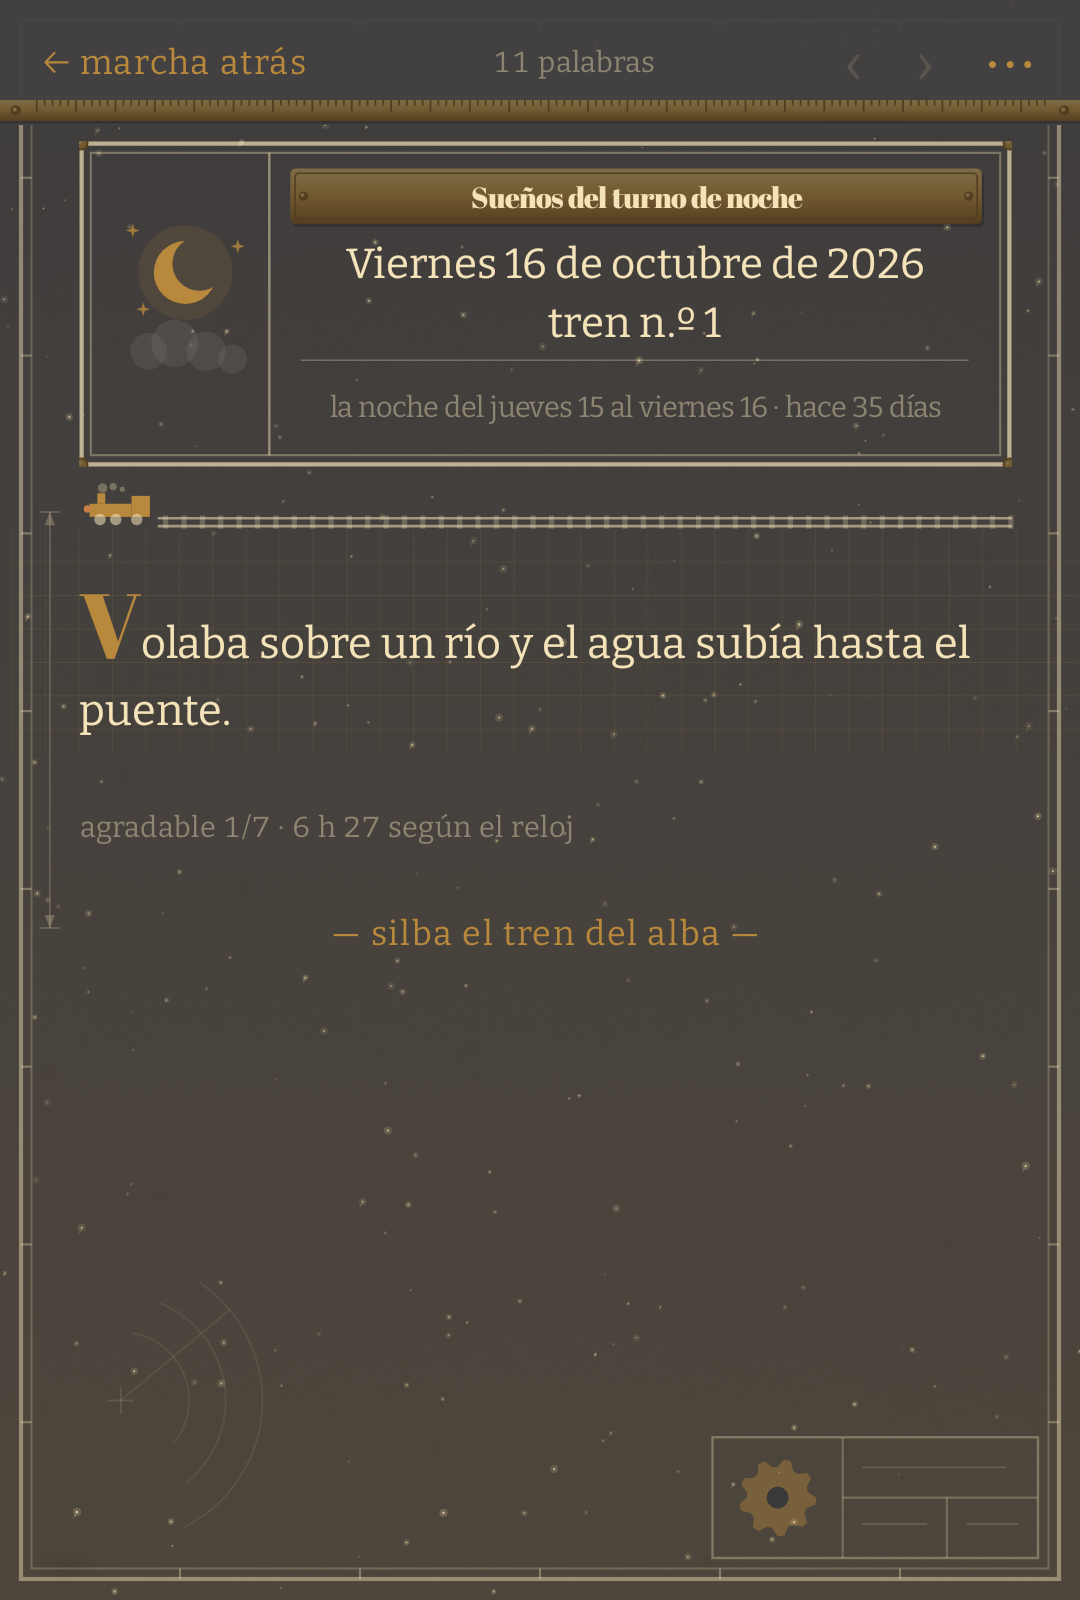 ← marcha atrás
11 palabras
‹ › •••
Sueños del turno de noche
Viernes 16 de octubre de 2026
tren n.º 1
la noche del jueves 15 al viernes 16 · hace 35 días
Volaba sobre un río y el agua subía hasta el
puente.
agradable 1/7 · 6 h 27 según el reloj
— silba el tren del alba —